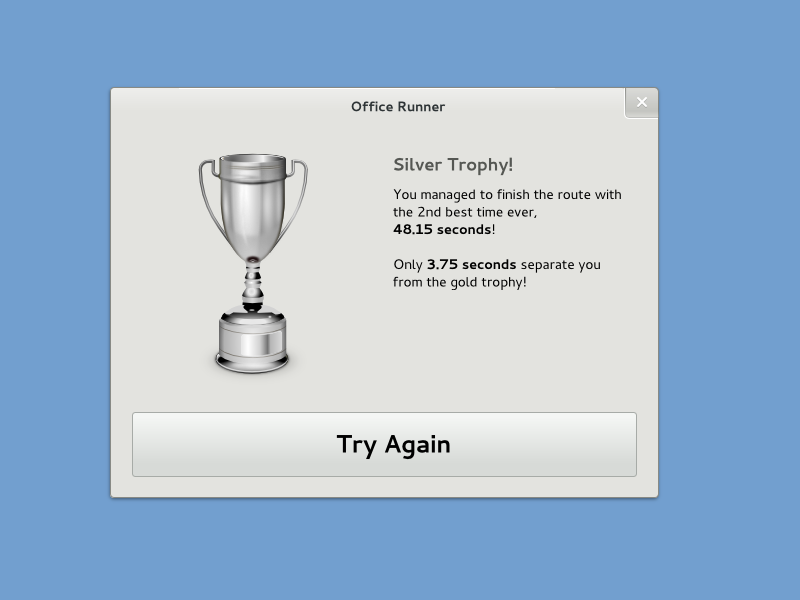 Office Runner
Silver Trophy!
You managed to finish the route with
the 2nd best time ever,
48.15 seconds!
Only 3.75 seconds separate you
from the gold trophy!
Try Again